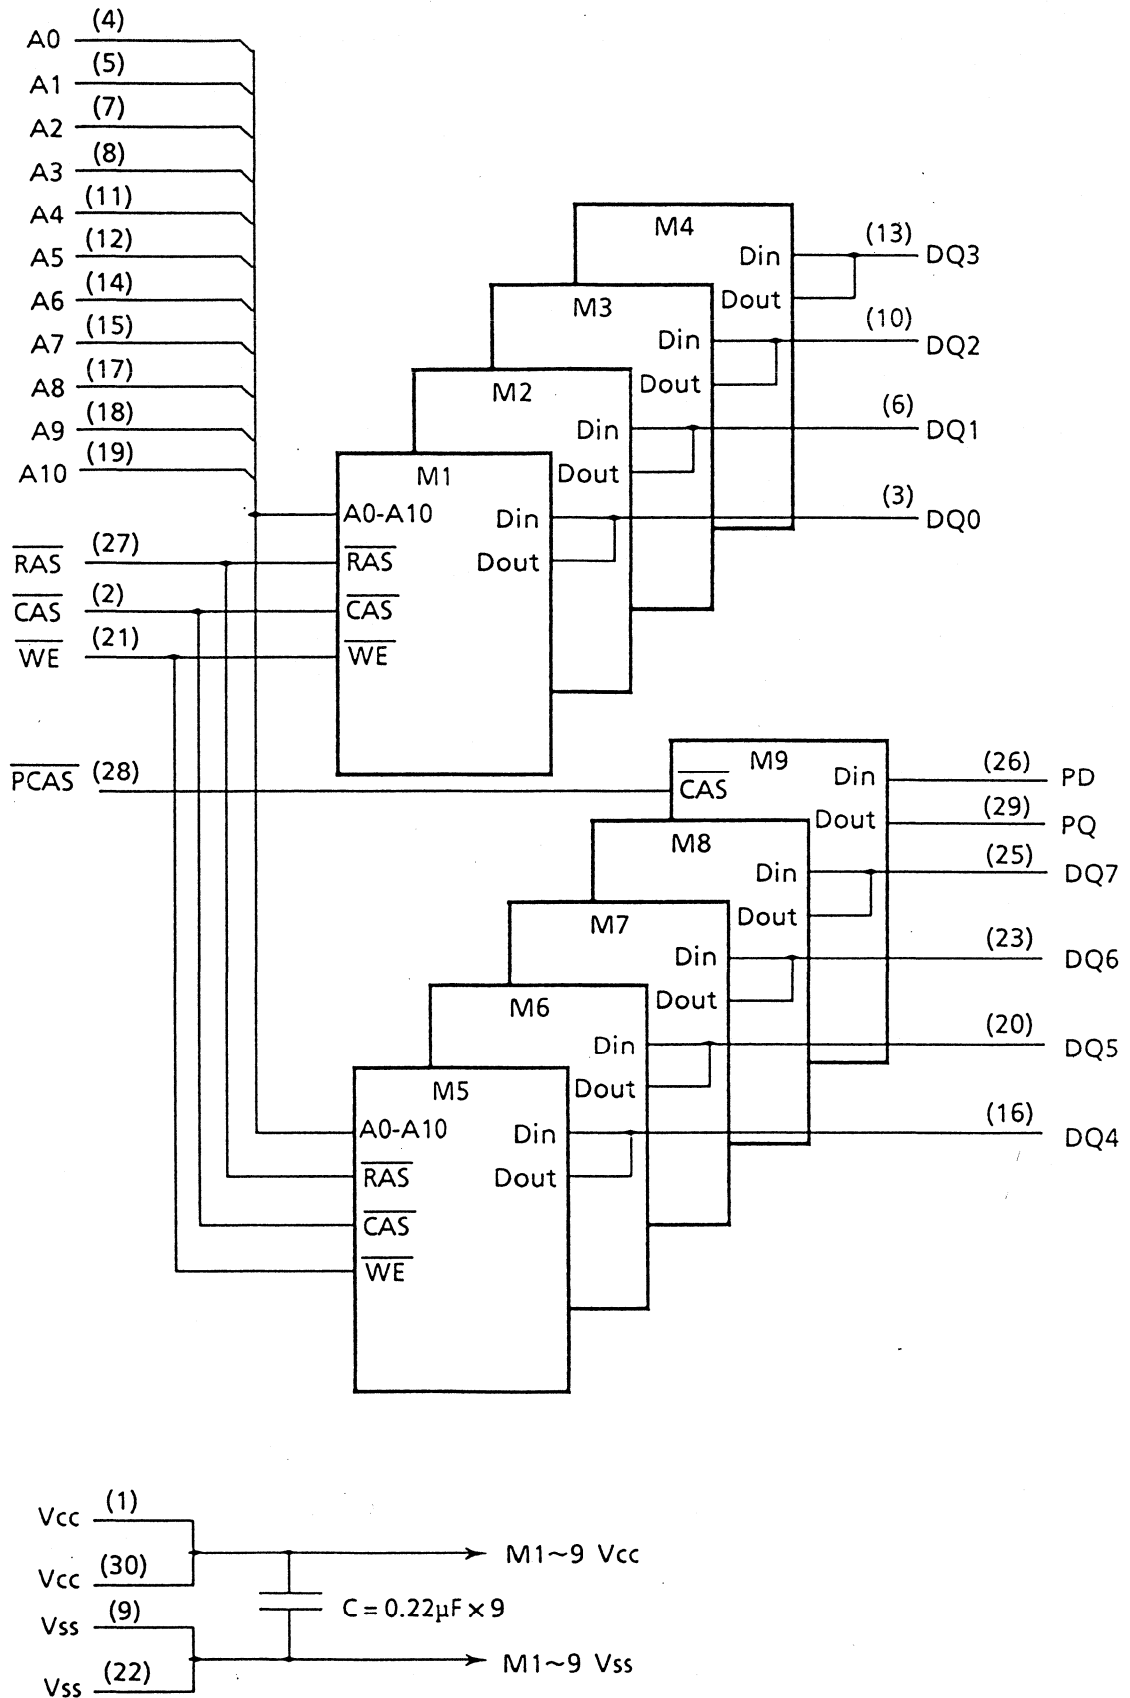 A0 (4)
A1 (5)
A2 (7)
A3 (8)
A4 (11)
A5 (12)
A6 (14)
A7 (15)
A8 (17)
A9 (18)
A10 (19)
RAS (27)
CAS (2)
WE (21)
PCAS (28)
M4
Din (13) DQ3
Dout
M3
Din (10) DQ2
Dout
M2
Din (6) DQ1
Dout
M1
A0-A10 Din (3) DQ0
RAS Dout
CAS
WE
M9
CAS Din (26) PD
Dout (29) PQ
M8
Din (25) DQ7
Dout
M7
Din (23) DQ6
Dout
M6
Din (20) DQ5
Dout
M5
A0-A10 Din (16) DQ4
RAS Dout
CAS
WE
Vcc (1)
M1~9 Vcc
Vcc (30)
C = 0.22µF × 9
Vss (9)
M1~9 Vss
Vss (22)